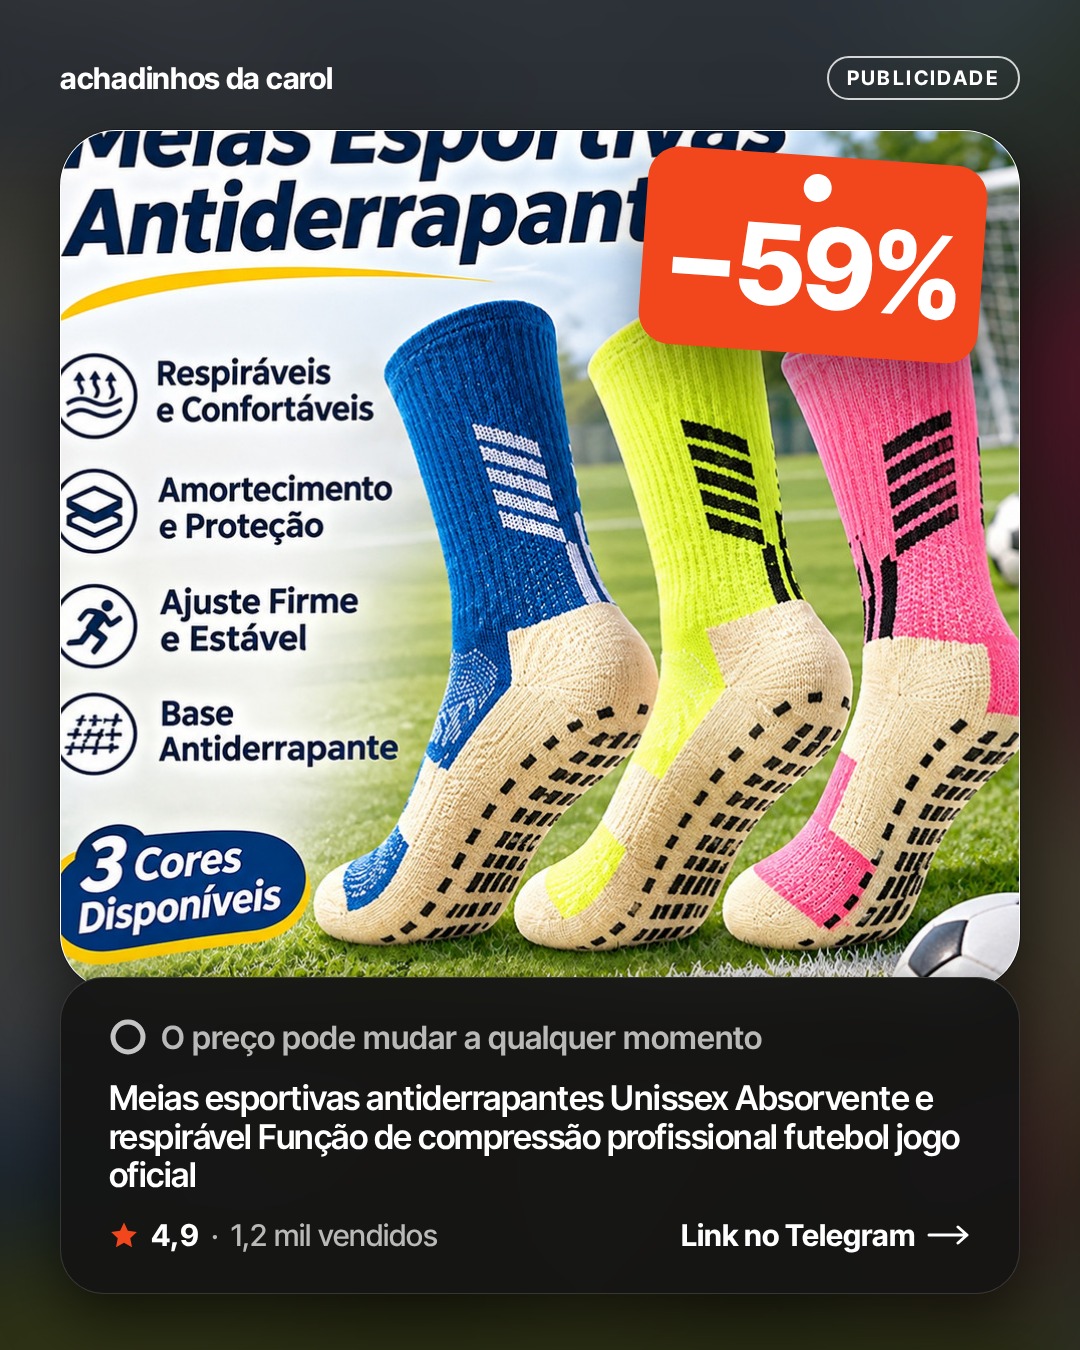 achadinhos da carol
PUBLICIDADE
Meias Esportivas
Antiderrapant
-59%
Respiráveis
e Confortáveis
Amortecimento
e Proteção
Ajuste Firme
e Estável
Base
Antiderrapante
3 Cores
Disponíveis
O preço pode mudar a qualquer momento
Meias esportivas antiderrapantes Unissex Absorvente e
respirável Função de compressão profissional futebol jogo
oficial
4,9 · 1,2 mil vendidos
Link no Telegram →